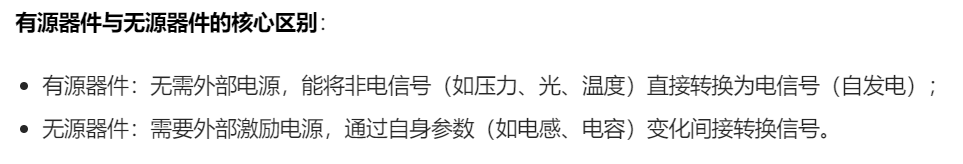 有源器件与无源器件的核心区别：
• 有源器件：无需外部电源，能将非电信号（如压力、光、温度）直接转换为电信号（自发电）；
• 无源器件：需要外部激励电源，通过自身参数（如电感、电容）变化间接转换信号。